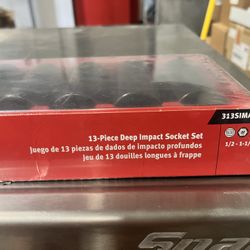 313SIMA
13-Piece Deep Impact Socket Set
Juego de 13 piezas de dados de impacto profundos
Jeu de 13 douilles longues à frappe
1/2 - 1-1/
Snap